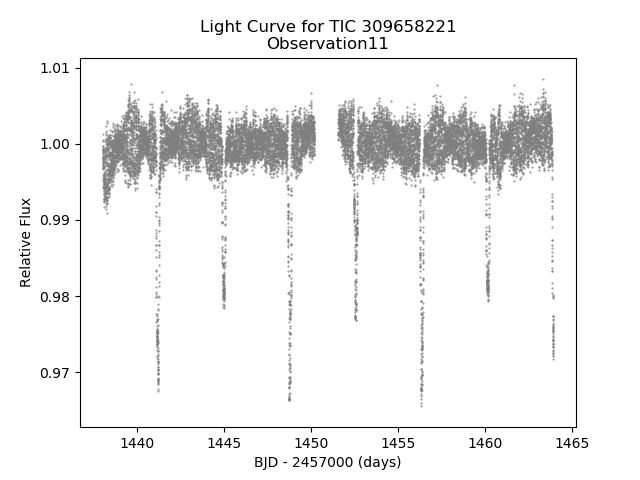 Light Curve for TIC 309658221
Observation11
1.01
1.00
0.99
0.98
0.97
Relative Flux
1440
1445
1450
1455
1460
1465
BJD - 2457000 (days)